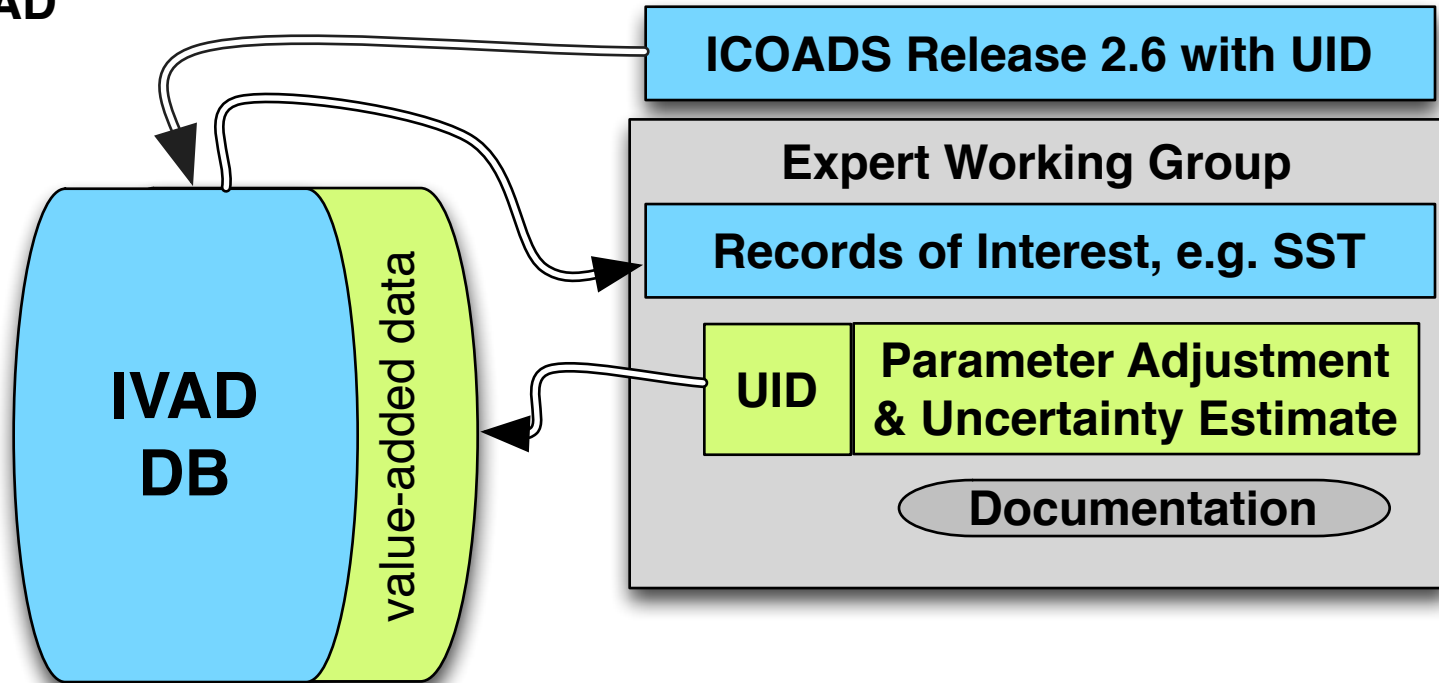 ICOADS Release 2.6 with UID
Expert Working Group
Records of Interest, e.g. SST
UID
Parameter Adjustment
& Uncertainty Estimate
Documentation
IVAD
DB
value-added data